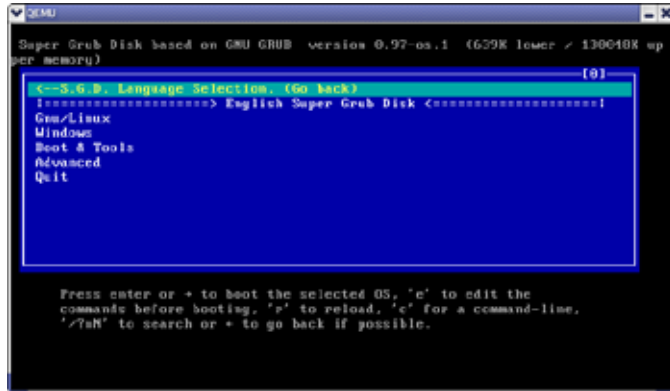 QEMU
Super Grub Disk based on GNU GRUB version 0.97-os.1 (639K lower / 130048K up
per memory)
[0]
<--S.G.D. Language Selection. (Go back)
!=====================> English Super Grub Disk <=====================!
Gnu/Linux
Windows
Boot & Tools
Advanced
Quit
Press enter or → to boot the selected OS, 'e' to edit the
commands before booting, 'r' to reload, 'c' for a command-line,
to search or ← to go back if possible.